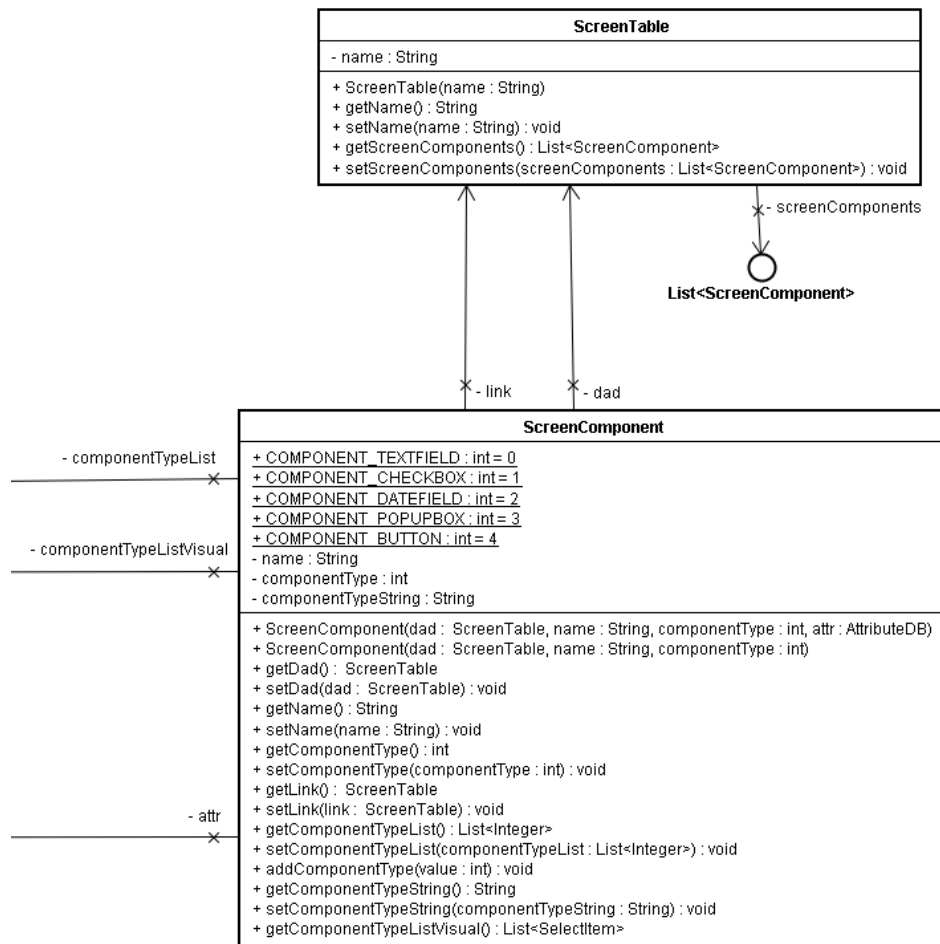 ScreenTable
- name : String
+ ScreenTable(name : String)
+ getName() : String
+ setName(name : String) : void
+ getScreenComponents() : List<ScreenComponent>
+ setScreenComponents(screenComponents : List<ScreenComponent>) : void
- screenComponents
List<ScreenComponent>
- link
- dad
ScreenComponent
- componentTypeList
- componentTypeListVisual
- attr
+ COMPONENT_TEXTFIELD : int = 0
+ COMPONENT_CHECKBOX : int = 1
+ COMPONENT_DATEFIELD : int = 2
+ COMPONENT_POPUPBOX : int = 3
+ COMPONENT_BUTTON : int = 4
- name : String
- componentType : int
- componentTypeString : String
+ ScreenComponent(dad : ScreenTable, name : String, componentType : int, attr : AttributeDB)
+ ScreenComponent(dad : ScreenTable, name : String, componentType : int)
+ getDad() : ScreenTable
+ setDad(dad : ScreenTable) : void
+ getName() : String
+ setName(name : String) : void
+ getComponentType() : int
+ setComponentType(componentType : int) : void
+ getLink() : ScreenTable
+ setLink(link : ScreenTable) : void
+ getComponentTypeList() : List<Integer>
+ setComponentTypeList(componentTypeList : List<Integer>) : void
+ addComponentType(value : int) : void
+ getComponentTypeString() : String
+ setComponentTypeString(componentTypeString : String) : void
+ getComponentTypeListVisual() : List<SelectItem>